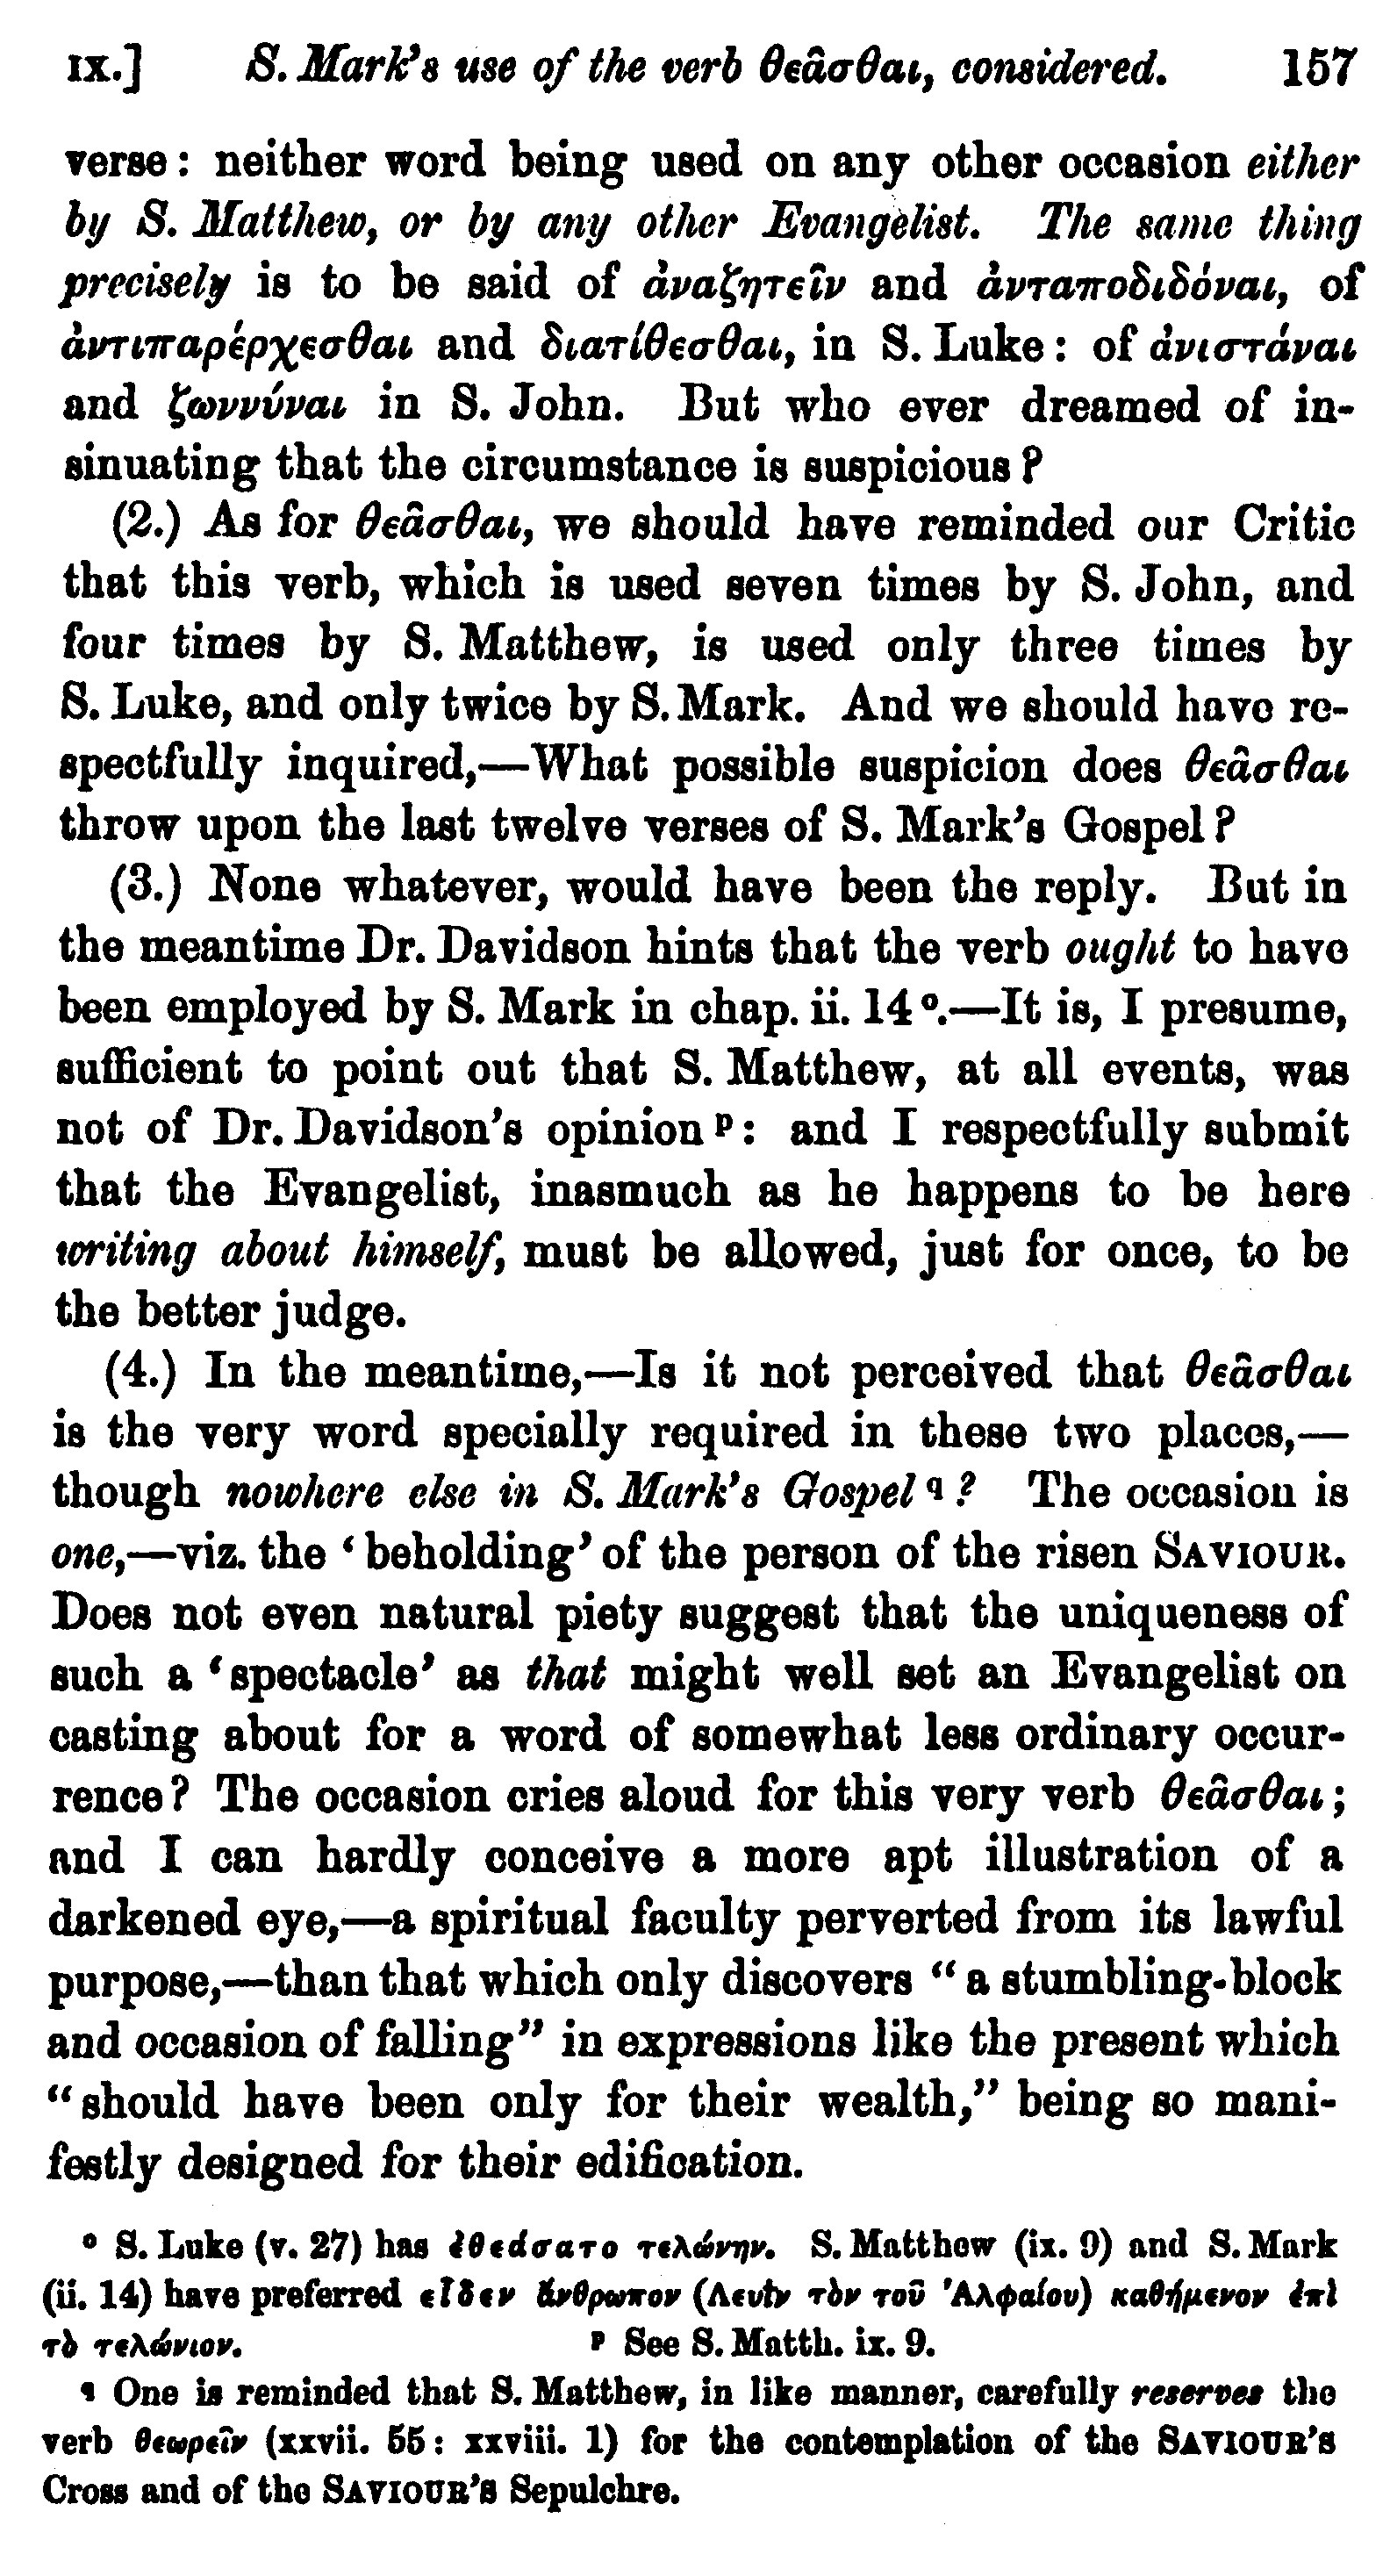 IX.] S. Mark's use of the verb θεᾶσθαι, considered. 157
verse: neither word being used on any other occasion either
by S. Matthew, or by any other Evangelist. The same thing
precisely is to be said of ἀναζητεῖν and ἀνταποδιδόναι, of
ἀντιπαρέρχεσθαι and διατίθεσθαι, in S. Luke: of ἀνιστάναι
and ζωννύναι in S. John. But who ever dreamed of in-
sinuating that the circumstance is suspicious?
(2.) As for θεᾶσθαι, we should have reminded our Critic
that this verb, which is used seven times by S. John, and
four times by S. Matthew, is used only three times by
S. Luke, and only twice by S. Mark. And we should have re-
spectfully inquired,—What possible suspicion does θεᾶσθαι
throw upon the last twelve verses of S. Mark's Gospel?
(3.) None whatever, would have been the reply. But in
the meantime Dr. Davidson hints that the verb ought to have
been employed by S. Mark in chap. ii. 14 o.—It is, I presume,
sufficient to point out that S. Matthew, at all events, was
not of Dr. Davidson's opinion p: and I respectfully submit
that the Evangelist, inasmuch as he happens to be here
writing about himself, must be allowed, just for once, to be
the better judge.
(4.) In the meantime,—Is it not perceived that θεᾶσθαι
is the very word specially required in these two places,—
though nowhere else in S. Mark's Gospel q? The occasion is
one,—viz. the 'beholding' of the person of the risen SAVIOUR.
Does not even natural piety suggest that the uniqueness of
such a 'spectacle' as that might well set an Evangelist on
casting about for a word of somewhat less ordinary occur-
rence? The occasion cries aloud for this very verb θεᾶσθαι;
and I can hardly conceive a more apt illustration of a
darkened eye,—a spiritual faculty perverted from its lawful
purpose,—than that which only discovers "a stumbling-block
and occasion of falling" in expressions like the present which
"should have been only for their wealth," being so mani-
festly designed for their edification.
o S. Luke (v. 27) has ἐθεάσατο τελώνην. S. Matthew (ix. 9) and S. Mark
(ii. 14) have preferred εἶδεν ἄνθρωπον (Λευὶν τὸν τοῦ Ἀλφαίου) καθήμενον ἐπὶ
τὸ τελώνιον. p See S. Matth. ix. 9.
q One is reminded that S. Matthew, in like manner, carefully reserves the
verb θεωρεῖν (xxvii. 55: xxviii. 1) for the contemplation of the SAVIOUR'S
Cross and of the SAVIOUR'S Sepulchre.